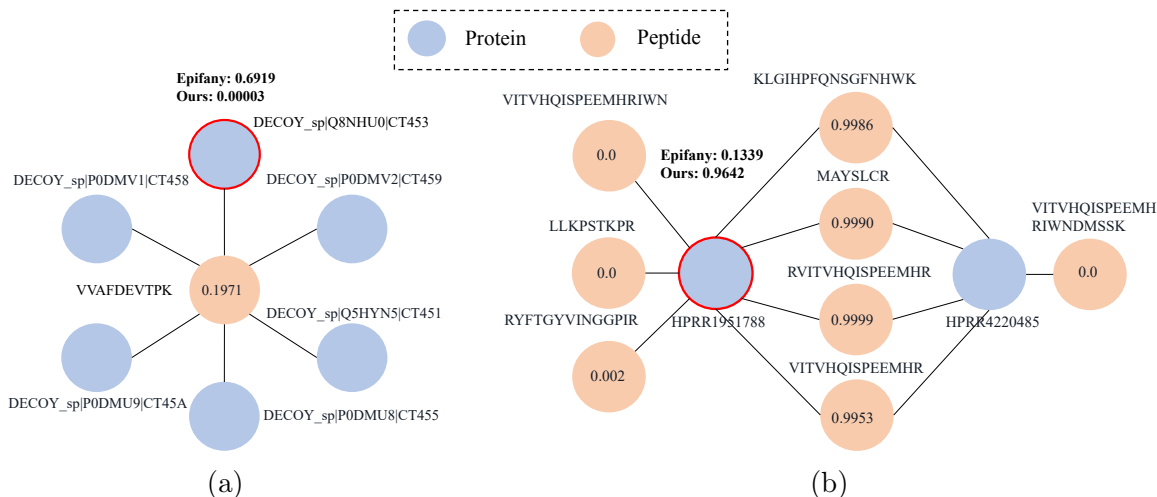 Protein
Peptide
Epifany: 0.6919
Ours: 0.00003
DECOY_sp|Q8NHU0|CT453
DECOY_sp|P0DMV1|CT458
DECOY_sp|P0DMV2|CT459
VVAFDEVTPK
0.1971
DECOY_sp|Q5HYN5|CT451
DECOY_sp|P0DMU9|CT45A
DECOY_sp|P0DMU8|CT455
(a)
KLGIHPFQNSGFNHWK
VITVHQISPEEMHRIWN
0.9986
0.0
Epifany: 0.1339
Ours: 0.9642
MAYSLCR
LLKPSTKPR
0.9990
VITVHQISPEEMH
RIWNDMSSK
0.0
RVITVHQISPEEMHR
0.0
RYFTGYVINGGPIR
HPRR1951788
0.9999
HPRR4220485
VITVHQISPEEMHR
0.002
0.9953
(b)